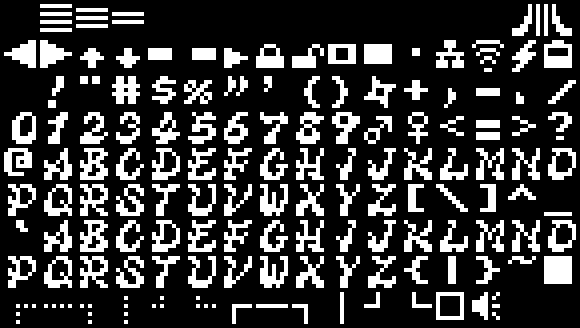 ! " # $ % ” ' ( ) * + , - . /
0 1 2 3 4 5 6 7 8 9 ♂ ♀ < = > ?
@ A B C D E F G H I J K L M N O
P Q R S T U V W X Y Z [ \ ] ^ _
` A B C D E F G H I J K L M N O
P Q R S T U V W X Y Z { | } ~